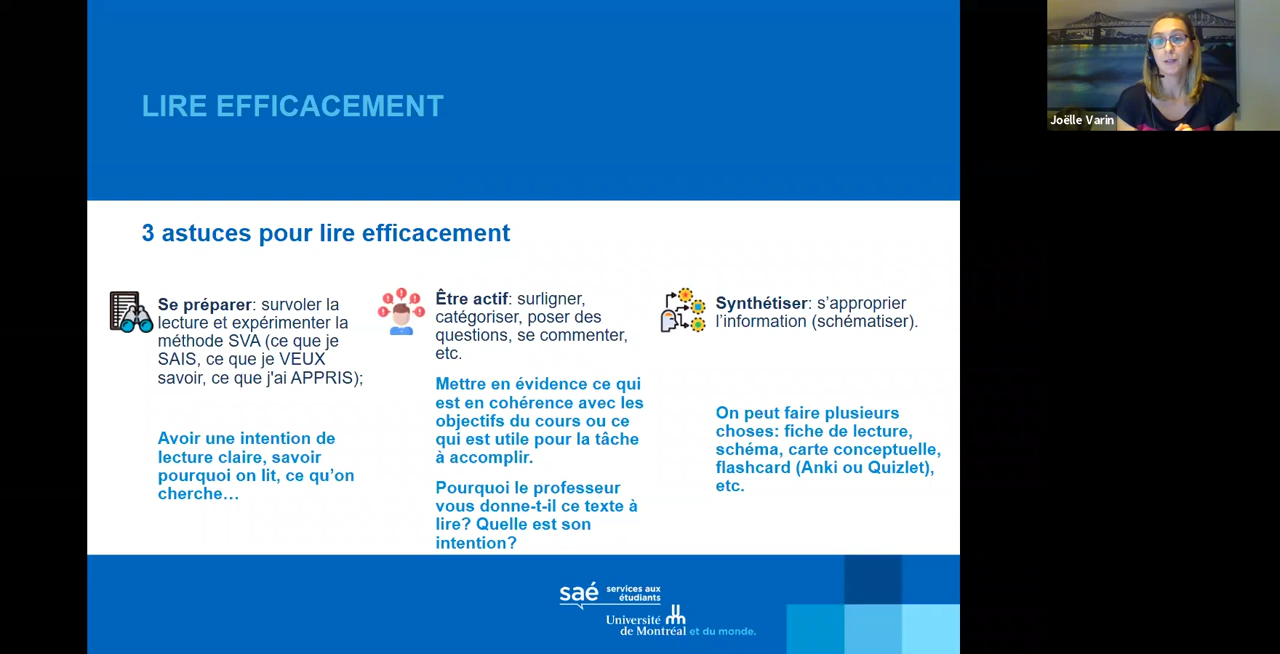 LIRE EFFICACEMENT
Joëlle Varin
3 astuces pour lire efficacement
Se préparer: survoler la
lecture et expérimenter la
méthode SVA (ce que je
SAIS, ce que je VEUX
savoir, ce que j'ai APPRIS);
Avoir une intention de
lecture claire, savoir
pourquoi on lit, ce qu’on
cherche…
Être actif: surligner,
catégoriser, poser des
questions, se commenter,
etc.
Mettre en évidence ce qui
est en cohérence avec les
objectifs du cours ou ce
qui est utile pour la tâche
à accomplir.
Pourquoi le professeur
vous donne-t-il ce texte à
lire? Quelle est son
intention?
Synthétiser: s’approprier
l’information (schématiser).
On peut faire plusieurs
choses: fiche de lecture,
schéma, carte conceptuelle,
flashcard (Anki ou Quizlet),
etc.
saé services aux
étudiants
Université
de Montréal et du monde.